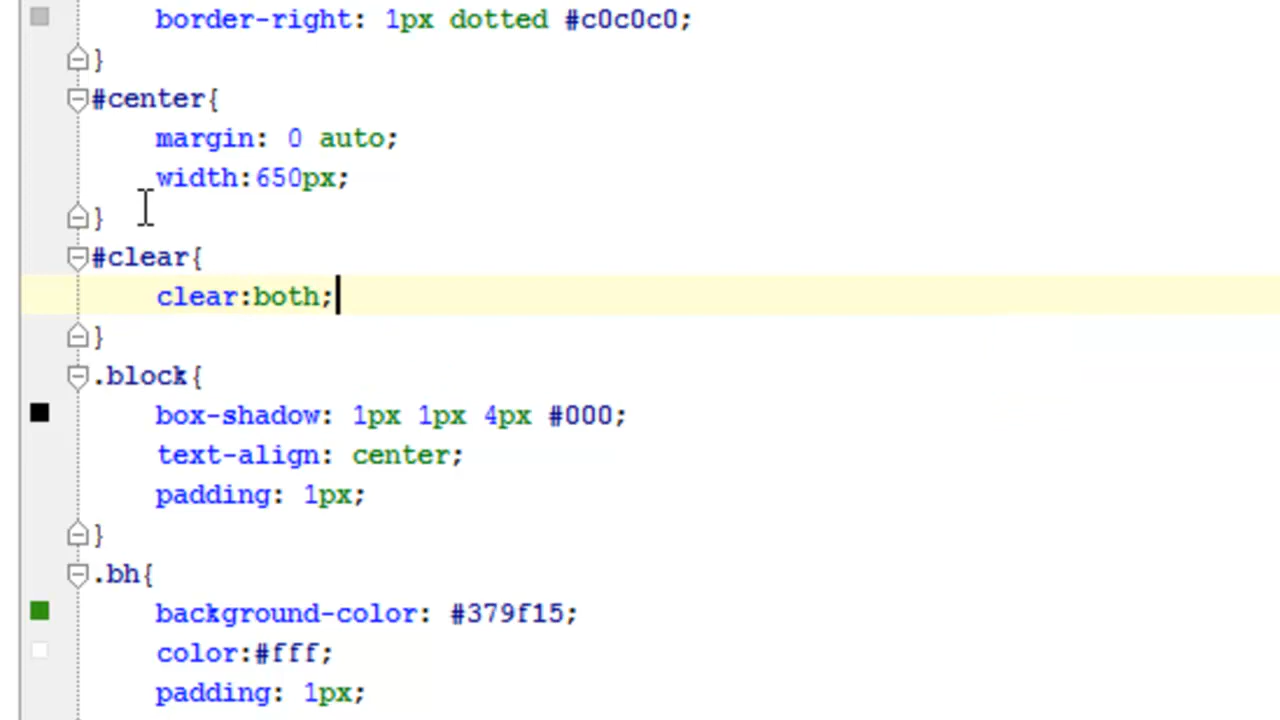 border-right: 1px dotted #c0c0c0;
}
#center{
margin: 0 auto;
width:650px;
}
#clear{
clear:both;
}
.block{
box-shadow: 1px 1px 4px #000;
text-align: center;
padding: 1px;
}
.bh{
background-color: #379f15;
color:#fff;
padding: 1px;